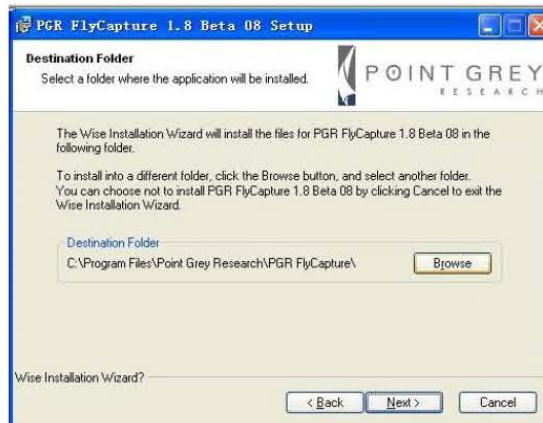 PGR FlyCapture 1.8 Beta 08 Setup
Destination Folder
Select a folder where the application will be installed.
POINT GREY
RESEARCH
The Wise Installation Wizard will install the files for PGR FlyCapture 1.8 Beta 08 in the
following folder.
To install into a different folder, click the Browse button, and select another folder.
You can choose not to install PGR FlyCapture 1.8 Beta 08 by clicking Cancel to exit the
Wise Installation Wizard.
Destination Folder
C:\Program Files\Point Grey Research\PGR FlyCapture\
Browse
Wise Installation Wizard?
< Back Next > Cancel